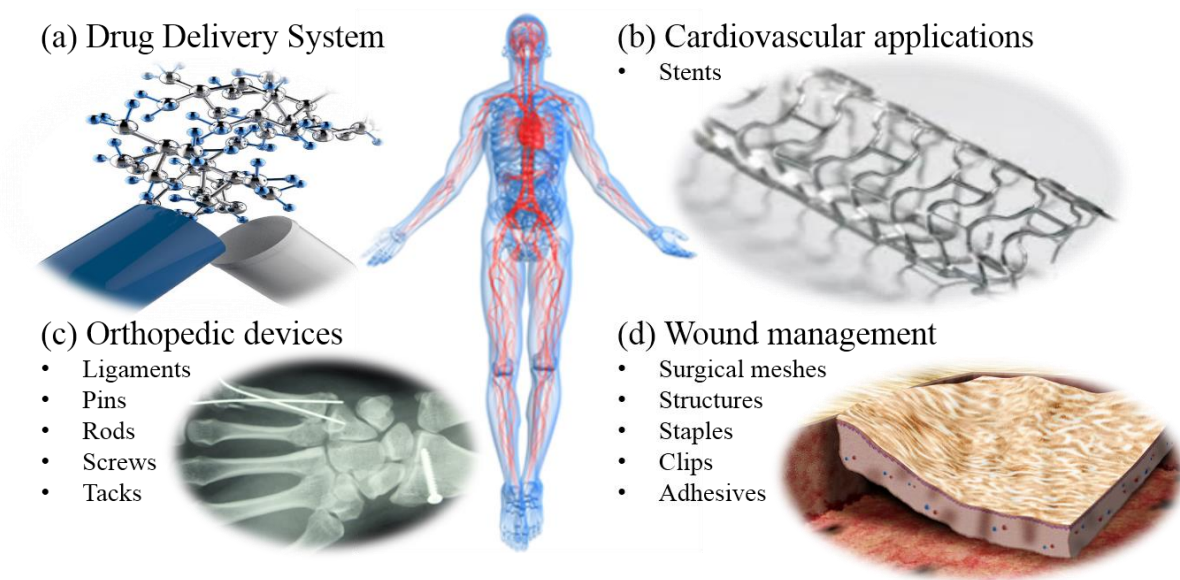 (a) Drug Delivery System
(b) Cardiovascular applications
• Stents
(c) Orthopedic devices
• Ligaments
• Pins
• Rods
• Screws
• Tacks
(d) Wound management
• Surgical meshes
• Structures
• Staples
• Clips
• Adhesives